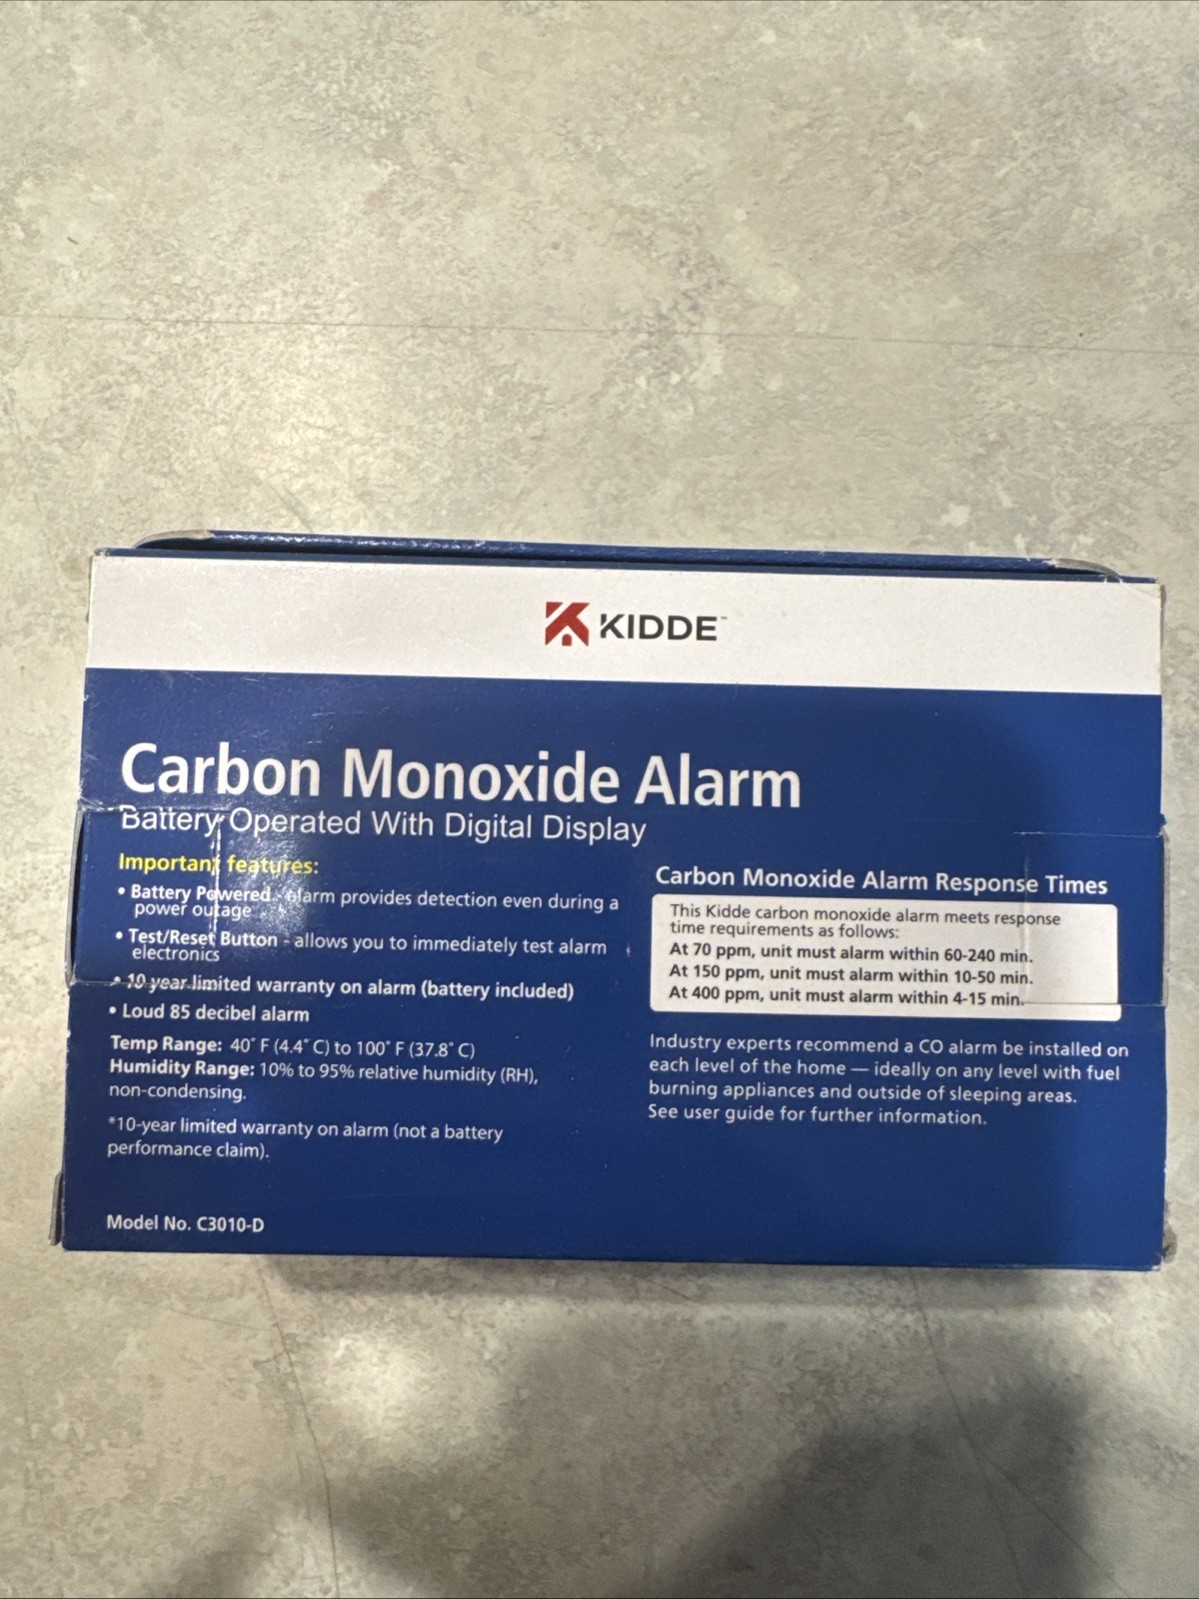 KIDDE™
Carbon Monoxide Alarm
Battery Operated With Digital Display
Important features:
• Battery Powered - alarm provides detection even during a
power outage
• Test/Reset Button - allows you to immediately test alarm
electronics
• 10 year limited warranty on alarm (battery included)
• Loud 85 decibel alarm
Temp Range: 40˚ F (4.4˚ C) to 100˚ F (37.8˚ C)
Humidity Range: 10% to 95% relative humidity (RH),
non-condensing.
*10-year limited warranty on alarm (not a battery
performance claim).
Model No. C3010-D
Carbon Monoxide Alarm Response Times
This Kidde carbon monoxide alarm meets response
time requirements as follows:
At 70 ppm, unit must alarm within 60-240 min.
At 150 ppm, unit must alarm within 10-50 min.
At 400 ppm, unit must alarm within 4-15 min.
Industry experts recommend a CO alarm be installed on
each level of the home — ideally on any level with fuel
burning appliances and outside of sleeping areas.
See user guide for further information.